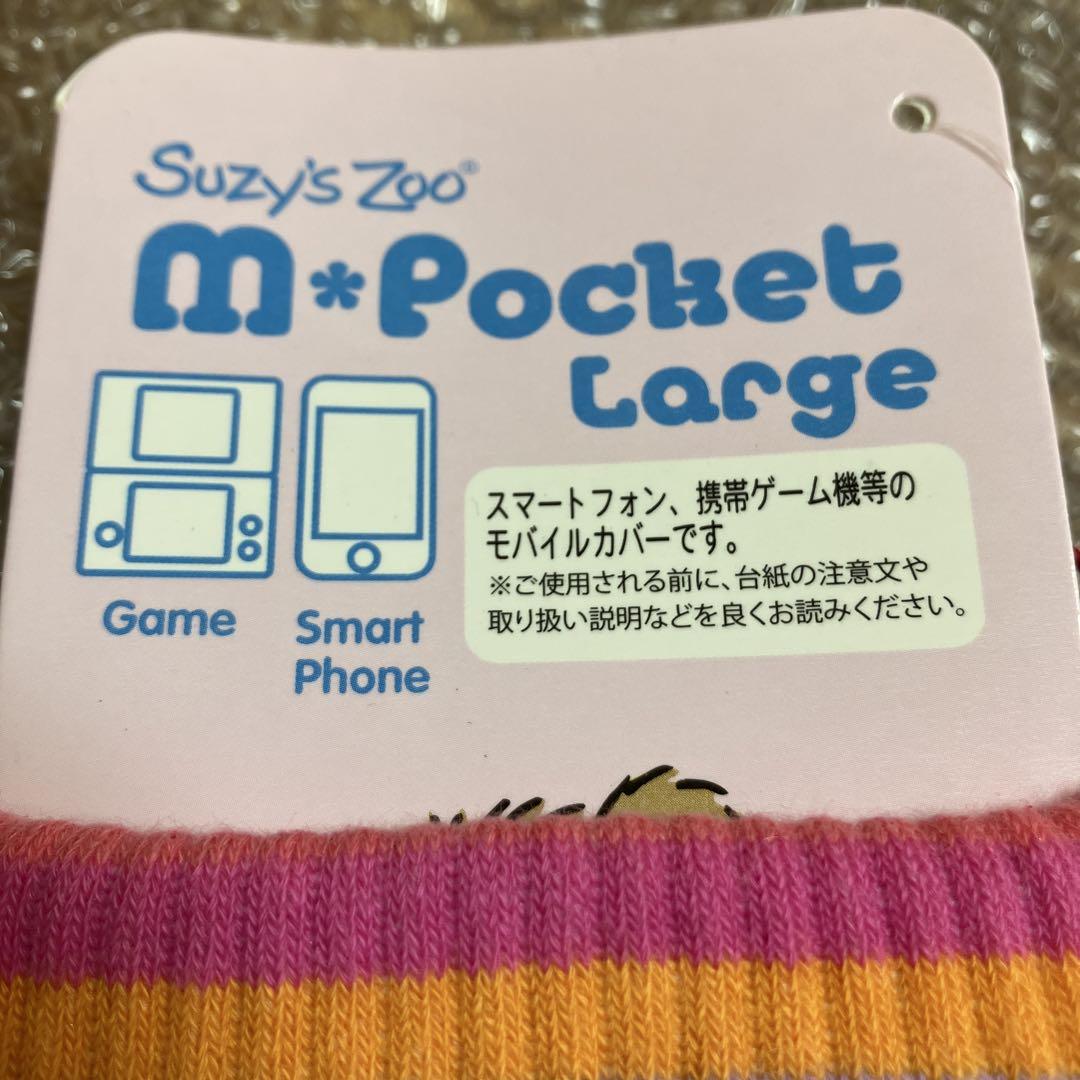 Suzy's Zoo®
m*Pocket
Large
Game
Smart
Phone
スマートフォン、携帯ゲーム機等の
モバイルカバーです。
※ご使用される前に、台紙の注意文や
取り扱い説明などを良くお読みください。